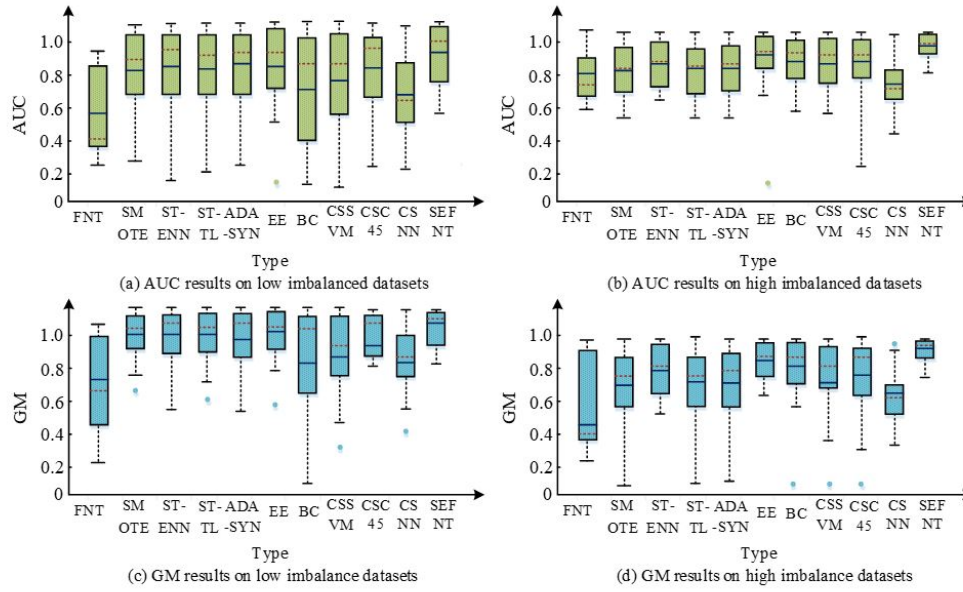 1.0
0.8
0.6
0.4
0.2
0
AUC
FNT
SM
OTE
ST-
ENN
ST-
TL
ADA
-SYN
EE
BC
CSS
VM
CSC
45
CS
NN
SEF
NT
Type
(a) AUC results on low imbalanced datasets
1.0
0.8
0.6
0.4
0.2
0
AUC
FNT
SM
OTE
ST-
ENN
ST-
TL
ADA
-SYN
EE
BC
CSS
VM
CSC
45
CS
NN
SEF
NT
Type
(b) AUC results on high imbalanced datasets
1.0
0.8
0.6
0.4
0.2
0
GM
FNT
SM
OTE
ST-
ENN
ST-
TL
ADA
-SYN
EE
BC
CSS
VM
CSC
45
CS
NN
SEF
NT
Type
(c) GM results on low imbalance datasets
1.0
0.8
0.6
0.4
0.2
0
GM
FNT
SM
OTE
ST-
ENN
ST-
TL
ADA
-SYN
EE
BC
CSS
VM
CSC
45
CS
NN
SEF
NT
Type
(d) GM results on high imbalance datasets